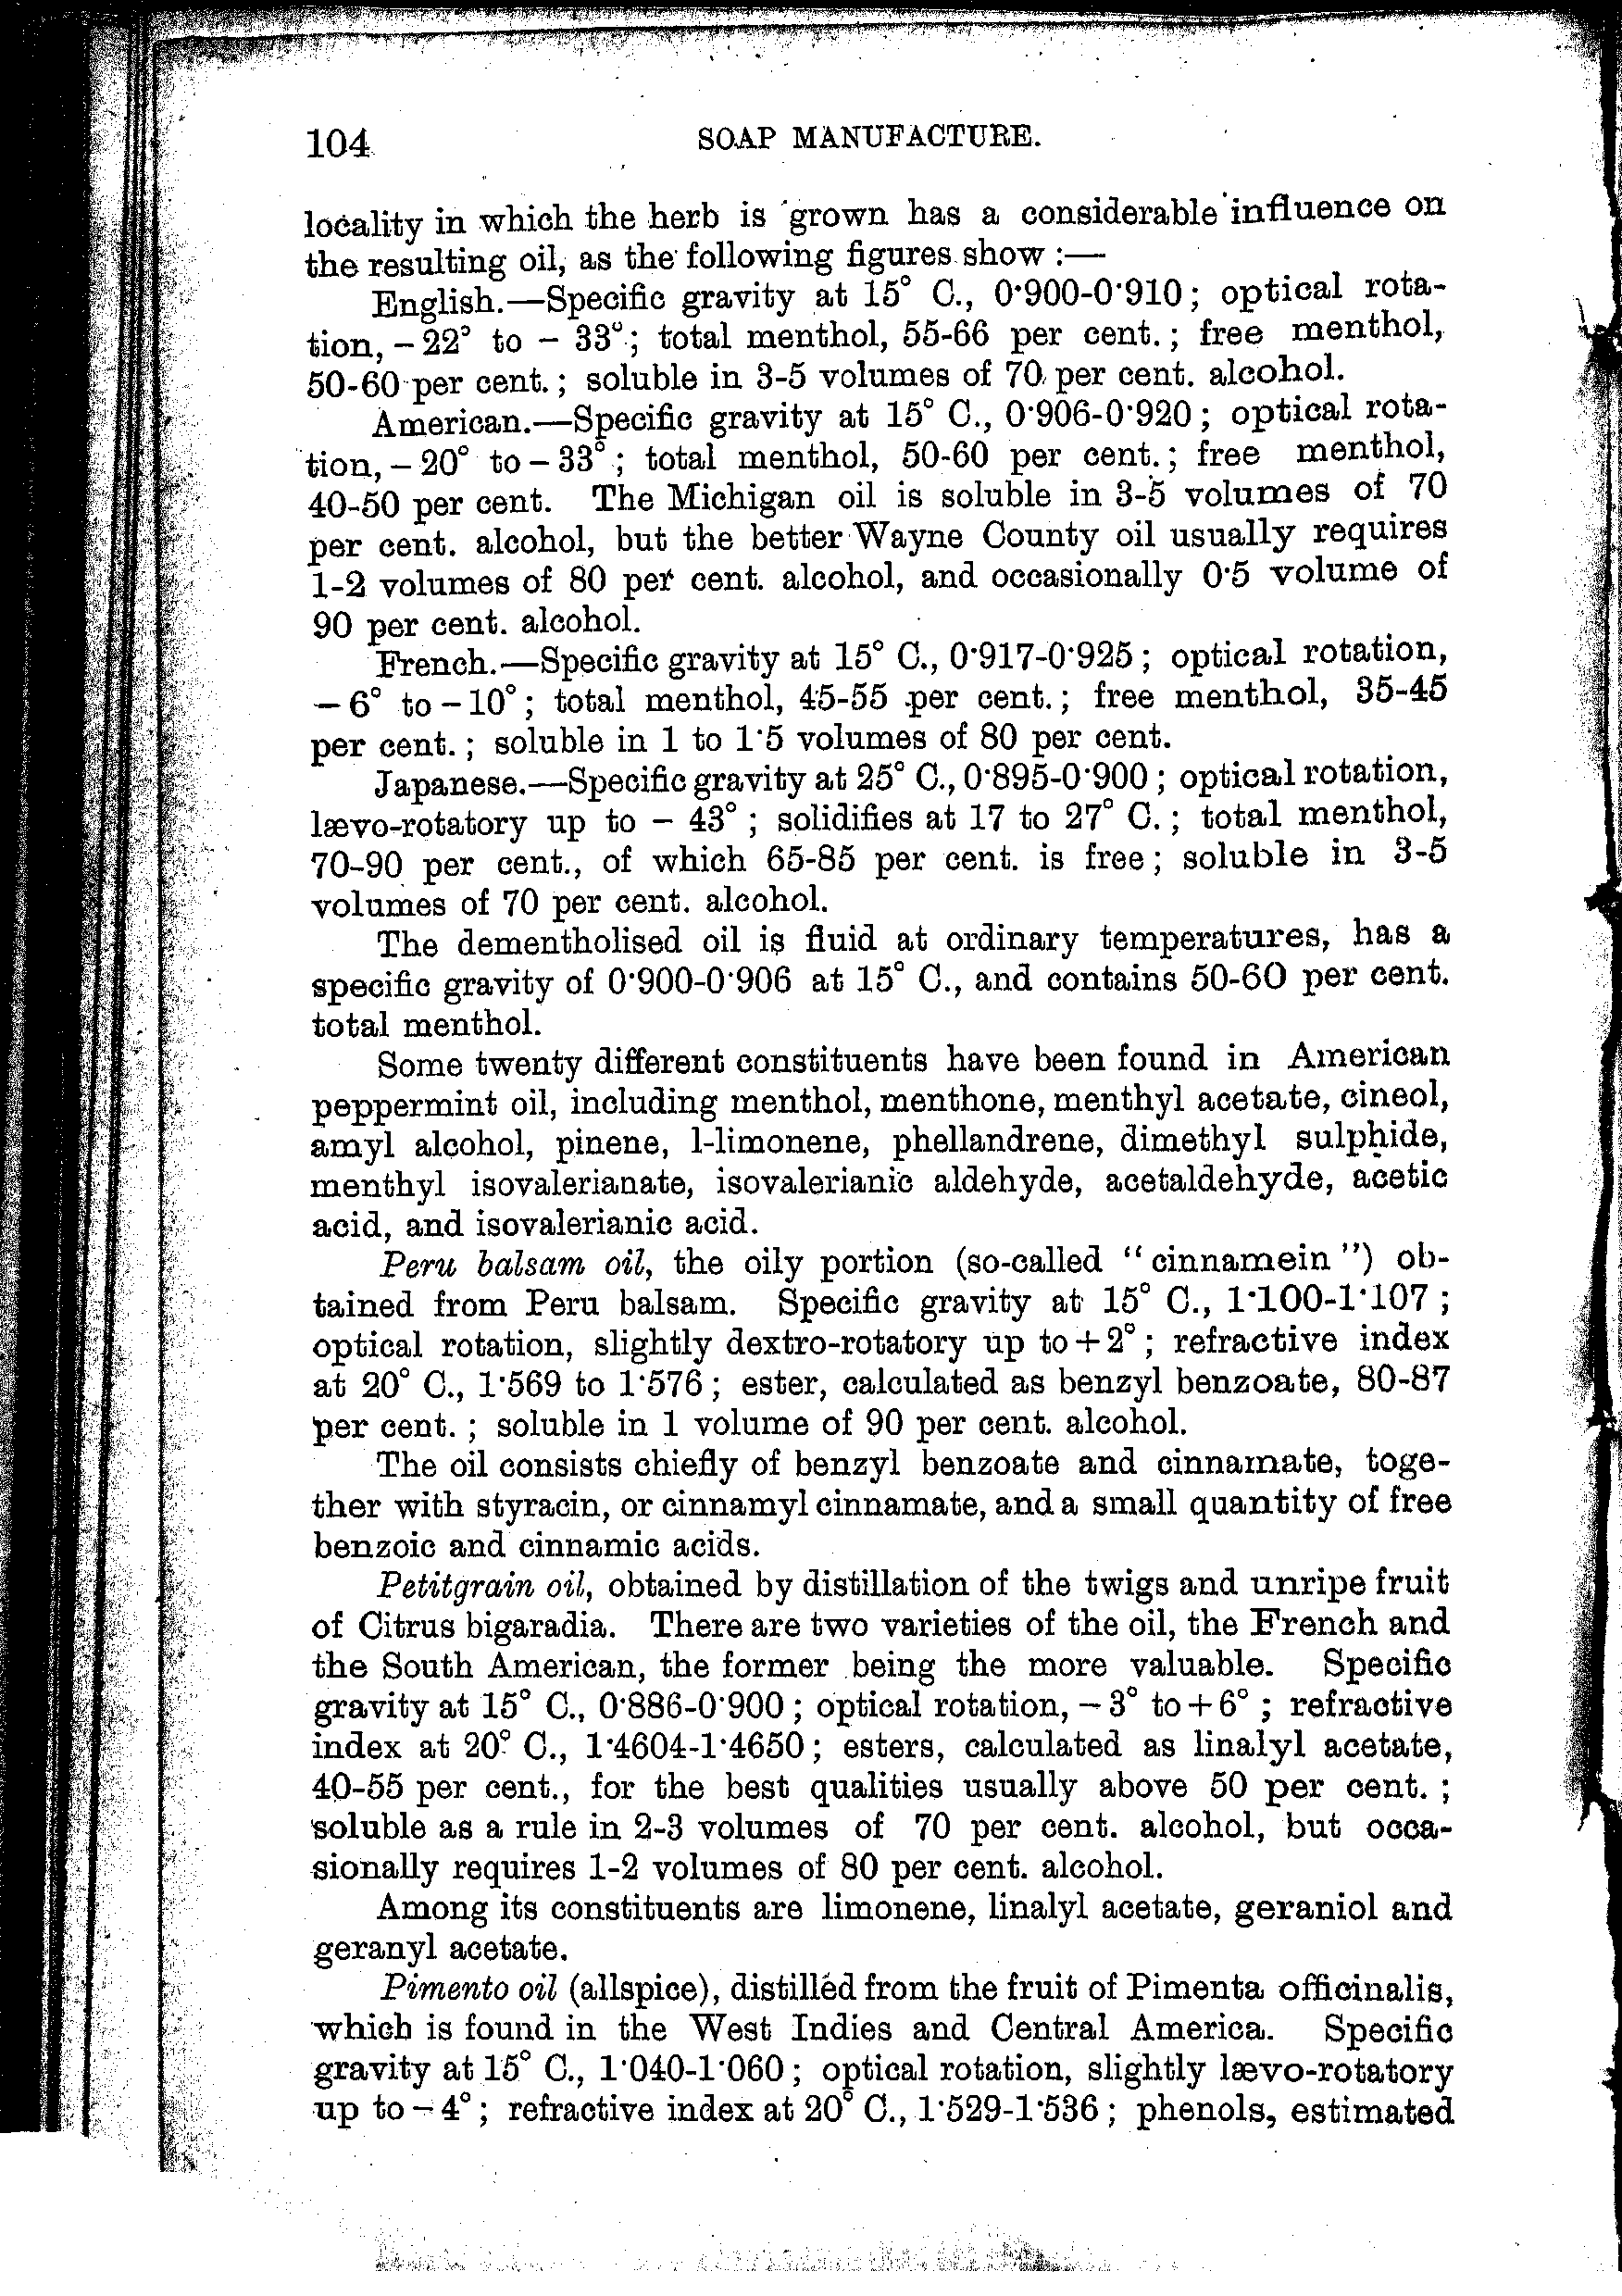 104 SOAP MANUFACTURE.
locality in which the herb is grown has a considerable influence on
the resulting oil, as the following figures show :—
English.—Specific gravity at 15° C., 0·900-0·910; optical rota-
tion, – 22° to – 33°; total menthol, 55-66 per cent.; free menthol,
50-60 per cent.; soluble in 3-5 volumes of 70 per cent. alcohol.
American.—Specific gravity at 15° C., 0·906-0·920; optical rota-
tion, – 20° to – 33°; total menthol, 50-60 per cent.; free menthol,
40-50 per cent. The Michigan oil is soluble in 3-5 volumes of 70
per cent. alcohol, but the better Wayne County oil usually requires
1-2 volumes of 80 per cent. alcohol, and occasionally 0·5 volume of
90 per cent. alcohol.
French.—Specific gravity at 15° C., 0·917-0·925; optical rotation,
– 6° to – 10°; total menthol, 45-55 per cent.; free menthol, 35-45
per cent.; soluble in 1 to 1·5 volumes of 80 per cent.
Japanese.—Specific gravity at 25° C., 0·895-0·900; optical rotation,
lævo-rotatory up to – 43°; solidifies at 17 to 27° C.; total menthol,
70-90 per cent., of which 65-85 per cent. is free; soluble in 3-5
volumes of 70 per cent. alcohol.
The dementholised oil is fluid at ordinary temperatures, has a
specific gravity of 0·900-0·906 at 15° C., and contains 50-60 per cent.
total menthol.
Some twenty different constituents have been found in American
peppermint oil, including menthol, menthone, menthyl acetate, cineol,
amyl alcohol, pinene, l-limonene, phellandrene, dimethyl sulphide,
menthyl isovalerianate, isovalerianic aldehyde, acetaldehyde, acetic
acid, and isovalerianic acid.
Peru balsam oil, the oily portion (so-called "cinnamein") ob-
tained from Peru balsam. Specific gravity at 15° C., 1·100-1·107;
optical rotation, slightly dextro-rotatory up to + 2°; refractive index
at 20° C., 1·569 to 1·576; ester, calculated as benzyl benzoate, 80-87
per cent.; soluble in 1 volume of 90 per cent. alcohol.
The oil consists chiefly of benzyl benzoate and cinnamate, toge-
ther with styracin, or cinnamyl cinnamate, and a small quantity of free
benzoic and cinnamic acids.
Petitgrain oil, obtained by distillation of the twigs and unripe fruit
of Citrus bigaradia. There are two varieties of the oil, the French and
the South American, the former being the more valuable. Specific
gravity at 15° C., 0·886-0·900; optical rotation, – 3° to + 6°; refractive
index at 20° C., 1·4604-1·4650; esters, calculated as linalyl acetate,
40-55 per cent., for the best qualities usually above 50 per cent.;
soluble as a rule in 2-3 volumes of 70 per cent. alcohol, but occa-
sionally requires 1-2 volumes of 80 per cent. alcohol.
Among its constituents are limonene, linalyl acetate, geraniol and
geranyl acetate.
Pimento oil (allspice), distilled from the fruit of Pimenta officinalis,
which is found in the West Indies and Central America. Specific
gravity at 15° C., 1·040-1·060; optical rotation, slightly lævo-rotatory
up to – 4°; refractive index at 20° C., 1·529-1·536; phenols, estimated